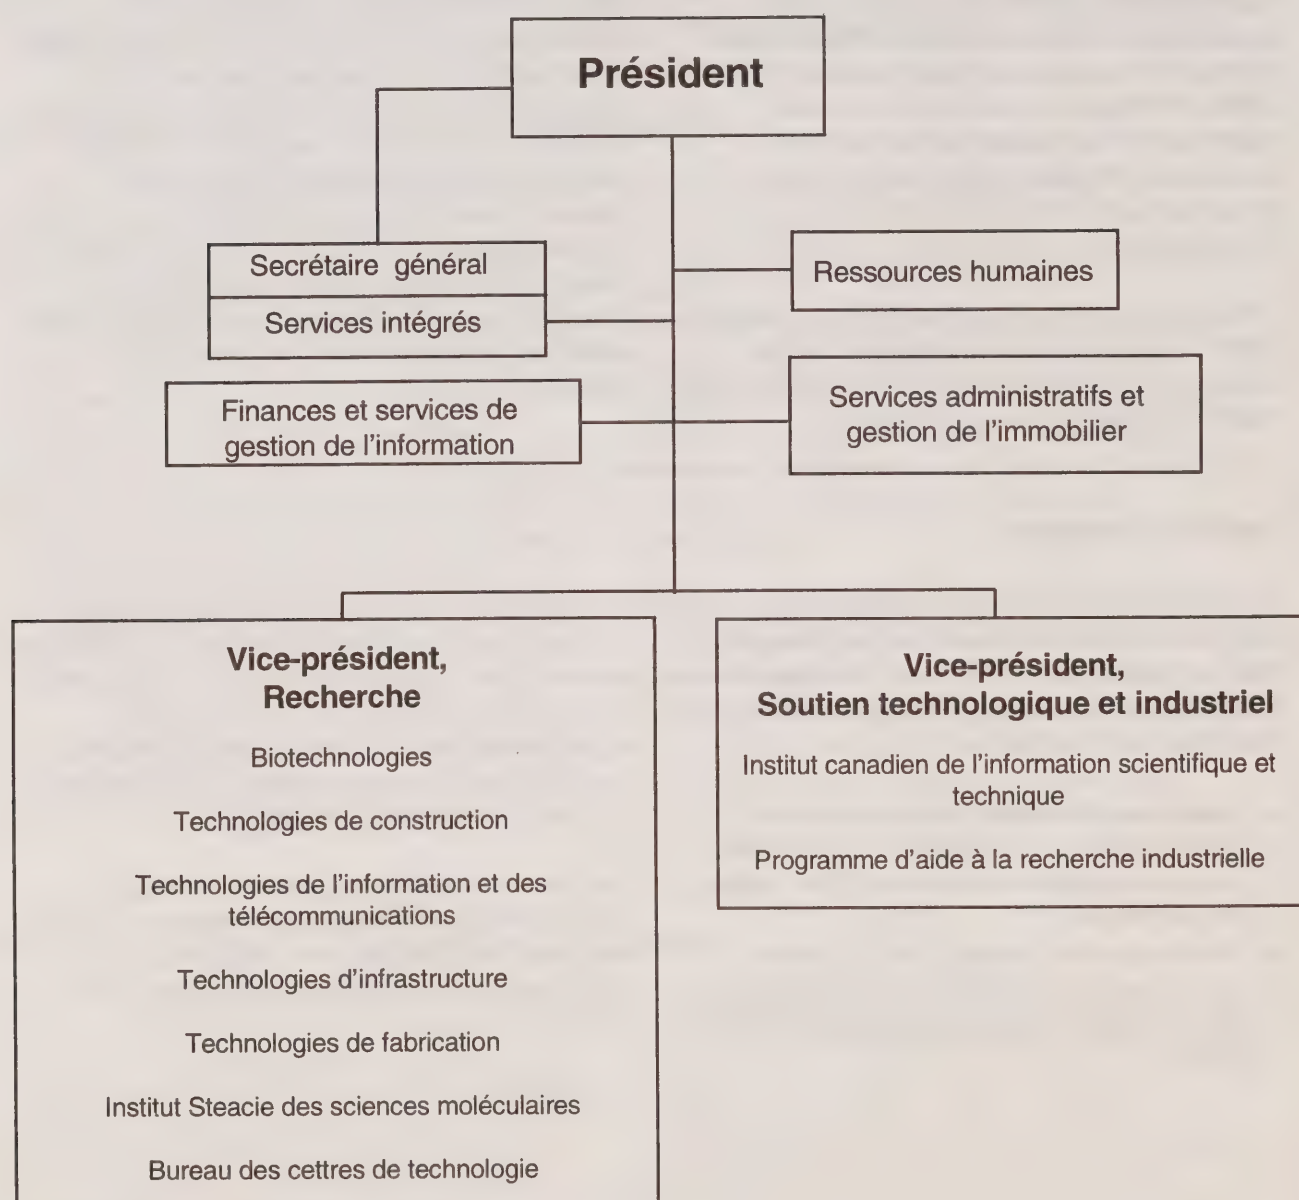 Président
Secrétaire général
Services intégrés
Ressources humaines
Finances et services de
gestion de l'information
Services administratifs et
gestion de l'immobilier
Vice-président,
Recherche
Biotechnologies
Technologies de construction
Technologies de l'information et des
télécommunications
Technologies d'infrastructure
Technologies de fabrication
Institut Steacie des sciences moléculaires
Bureau des cettres de technologie
Vice-président,
Soutien technologique et industriel
Institut canadien de l'information scientifique et
technique
Programme d'aide à la recherche industrielle